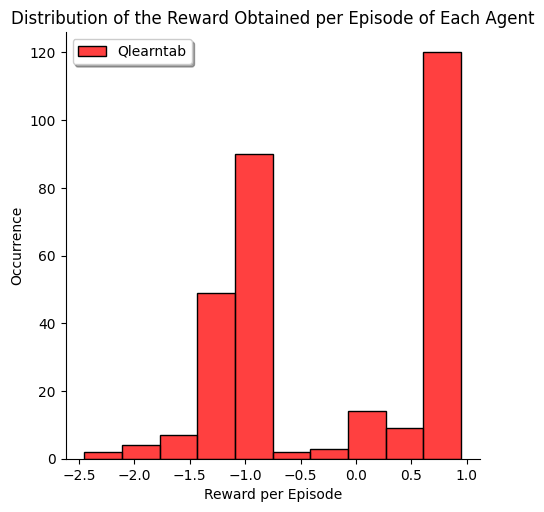 Distribution of the Reward Obtained per Episode of Each Agent
Qlearntab
120
100
80
60
40
20
0
Occurrence
−2.5 −2.0 −1.5 −1.0 −0.5 0.0 0.5 1.0
Reward per Episode